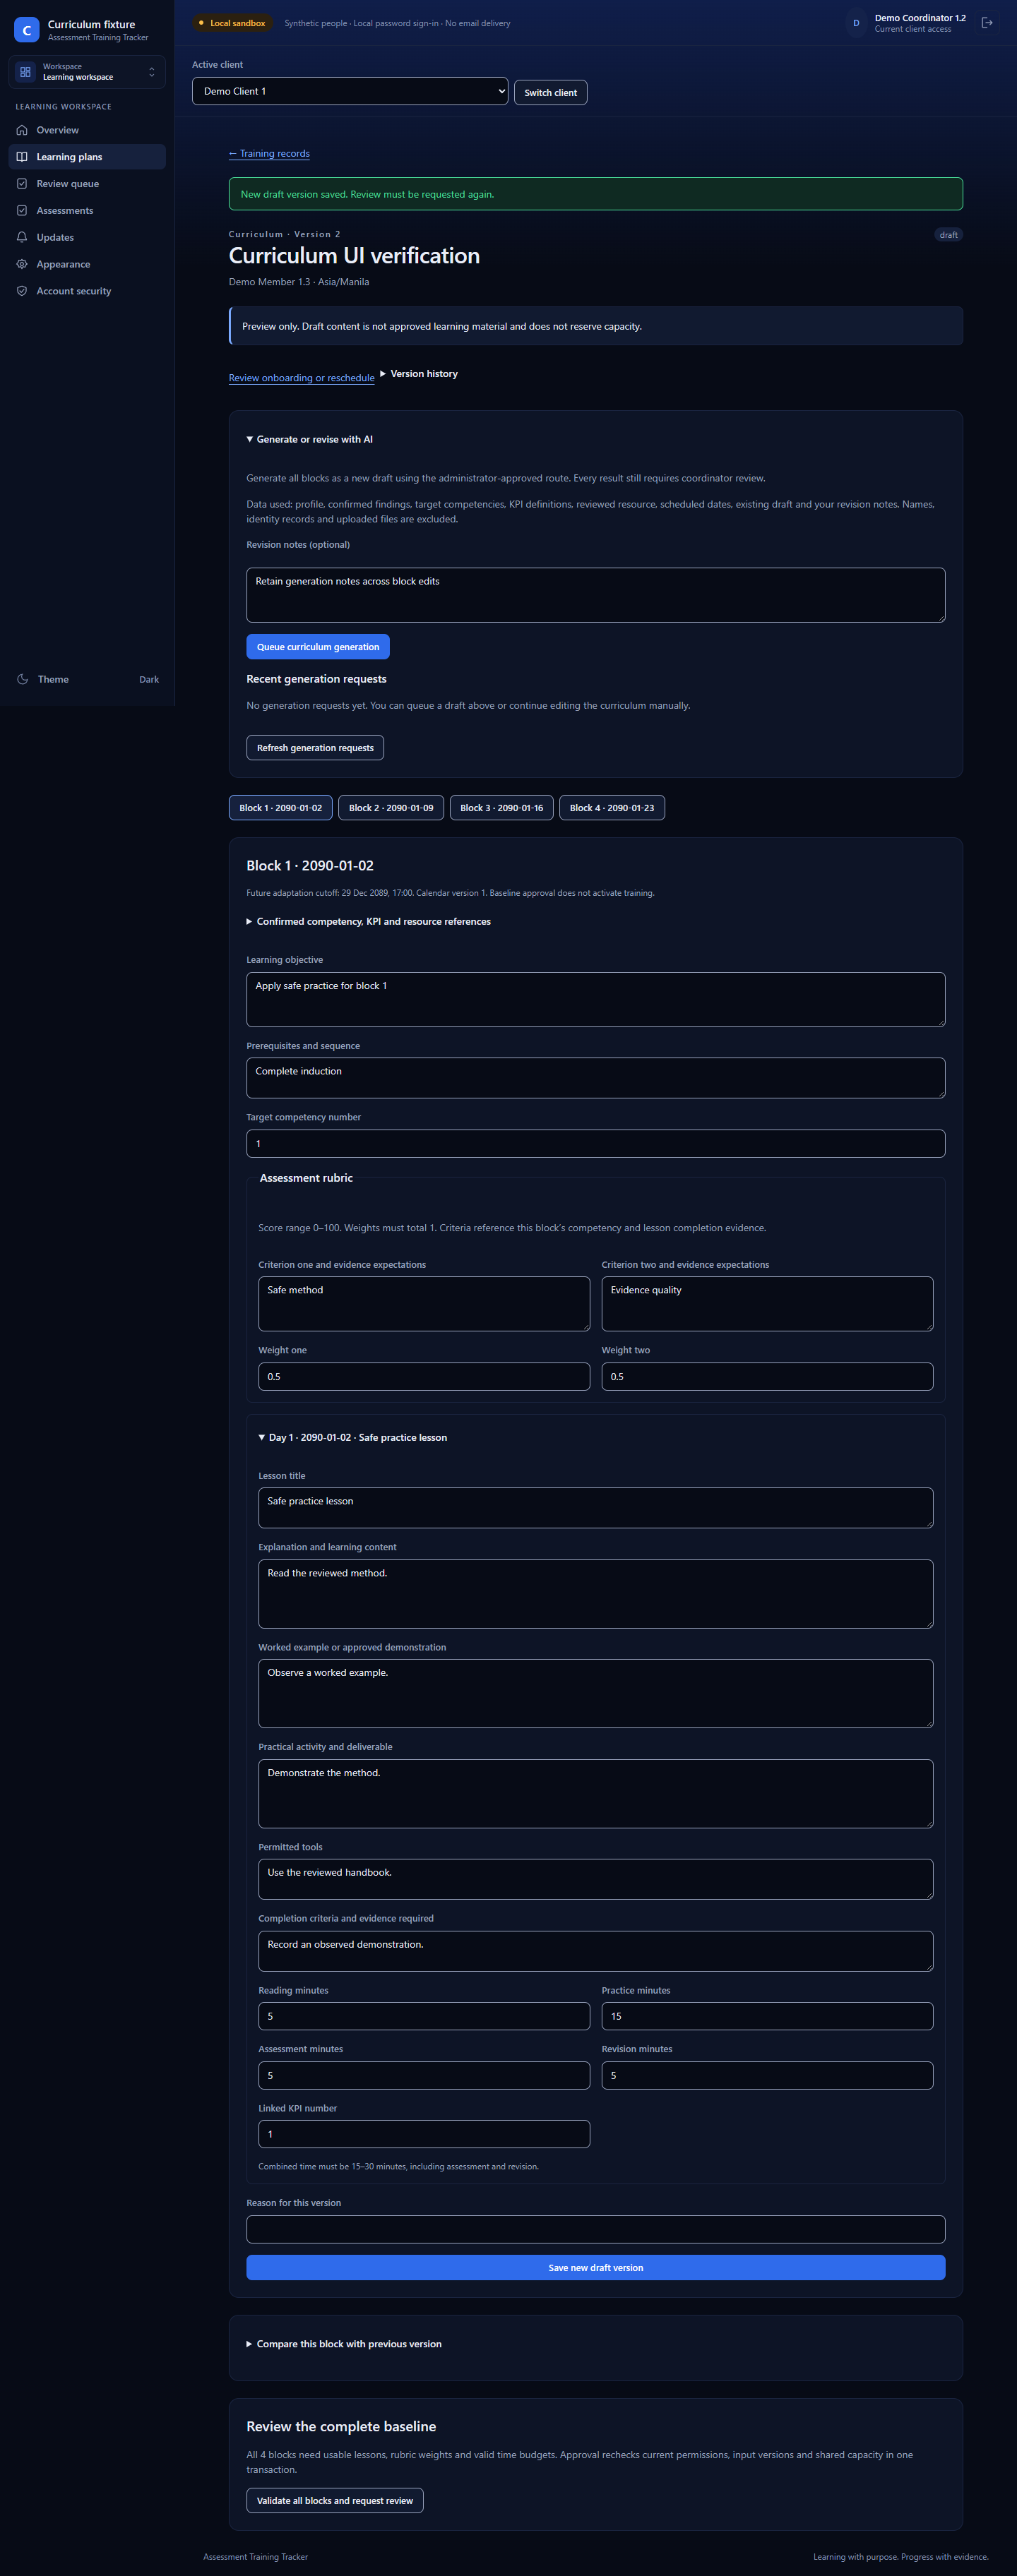 C
Curriculum fixture
Assessment Training Tracker
Workspace
Learning workspace
LEARNING WORKSPACE
Overview
Learning plans
Review queue
Assessments
Updates
Appearance
Account security
Theme
Dark
Local sandbox
Synthetic people · Local password sign-in · No email delivery
D
Demo Coordinator 1.2
Current client access
Active client
Demo Client 1
Switch client
← Training records
New draft version saved. Review must be requested again.
Curriculum · Version 2
draft
Curriculum UI verification
Demo Member 1.3 · Asia/Manila
Preview only. Draft content is not approved learning material and does not reserve capacity.
Review onboarding or reschedule
Version history
Generate or revise with AI
Generate all blocks as a new draft using the administrator-approved route. Every result still requires coordinator review.
Data used: profile, confirmed findings, target competencies, KPI definitions, reviewed resource, scheduled dates, existing draft and your revision notes. Names,
identity records and uploaded files are excluded.
Revision notes (optional)
Retain generation notes across block edits
Queue curriculum generation
Recent generation requests
No generation requests yet. You can queue a draft above or continue editing the curriculum manually.
Refresh generation requests
Block 1 · 2090-01-02
Block 2 · 2090-01-09
Block 3 · 2090-01-16
Block 4 · 2090-01-23
Block 1 · 2090-01-02
Future adaptation cutoff: 29 Dec 2089, 17:00. Calendar version 1. Baseline approval does not activate training.
Confirmed competency, KPI and resource references
Learning objective
Apply safe practice for block 1
Prerequisites and sequence
Complete induction
Target competency number
1
Assessment rubric
Score range 0–100. Weights must total 1. Criteria reference this block's competency and lesson completion evidence.
Criterion one and evidence expectations
Criterion two and evidence expectations
Safe method
Evidence quality
Weight one
Weight two
0.5
0.5
Day 1 · 2090-01-02 · Safe practice lesson
Lesson title
Safe practice lesson
Explanation and learning content
Read the reviewed method.
Worked example or approved demonstration
Observe a worked example.
Practical activity and deliverable
Demonstrate the method.
Permitted tools
Use the reviewed handbook.
Completion criteria and evidence required
Record an observed demonstration.
Reading minutes
Practice minutes
5
15
Assessment minutes
Revision minutes
5
5
Linked KPI number
1
Combined time must be 15–30 minutes, including assessment and revision.
Reason for this version
Save new draft version
Compare this block with previous version
Review the complete baseline
All 4 blocks need usable lessons, rubric weights and valid time budgets. Approval rechecks current permissions, input versions and shared capacity in one
transaction.
Validate all blocks and request review
Assessment Training Tracker
Learning with purpose. Progress with evidence.